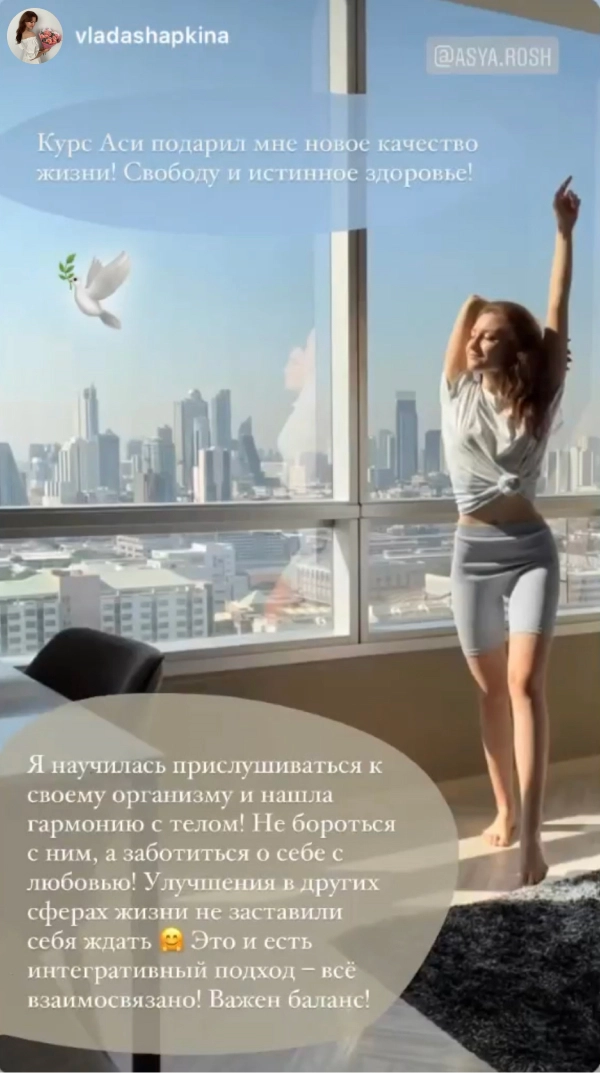 vladashapkina
@ASYA.ROSH
Курс Аси подарил мне новое качество
жизни! Свободу и истинное здоровье!
Я научилась прислушиваться к
своему организму и нашла
гармонию с телом! Не бороться
с ним, а заботиться о себе с
любовью! Улучшения в других
сферах жизни не заставили
себя ждать 🤗 Это и есть
интегративный подход – всё
взаимосвязано! Важен баланс!